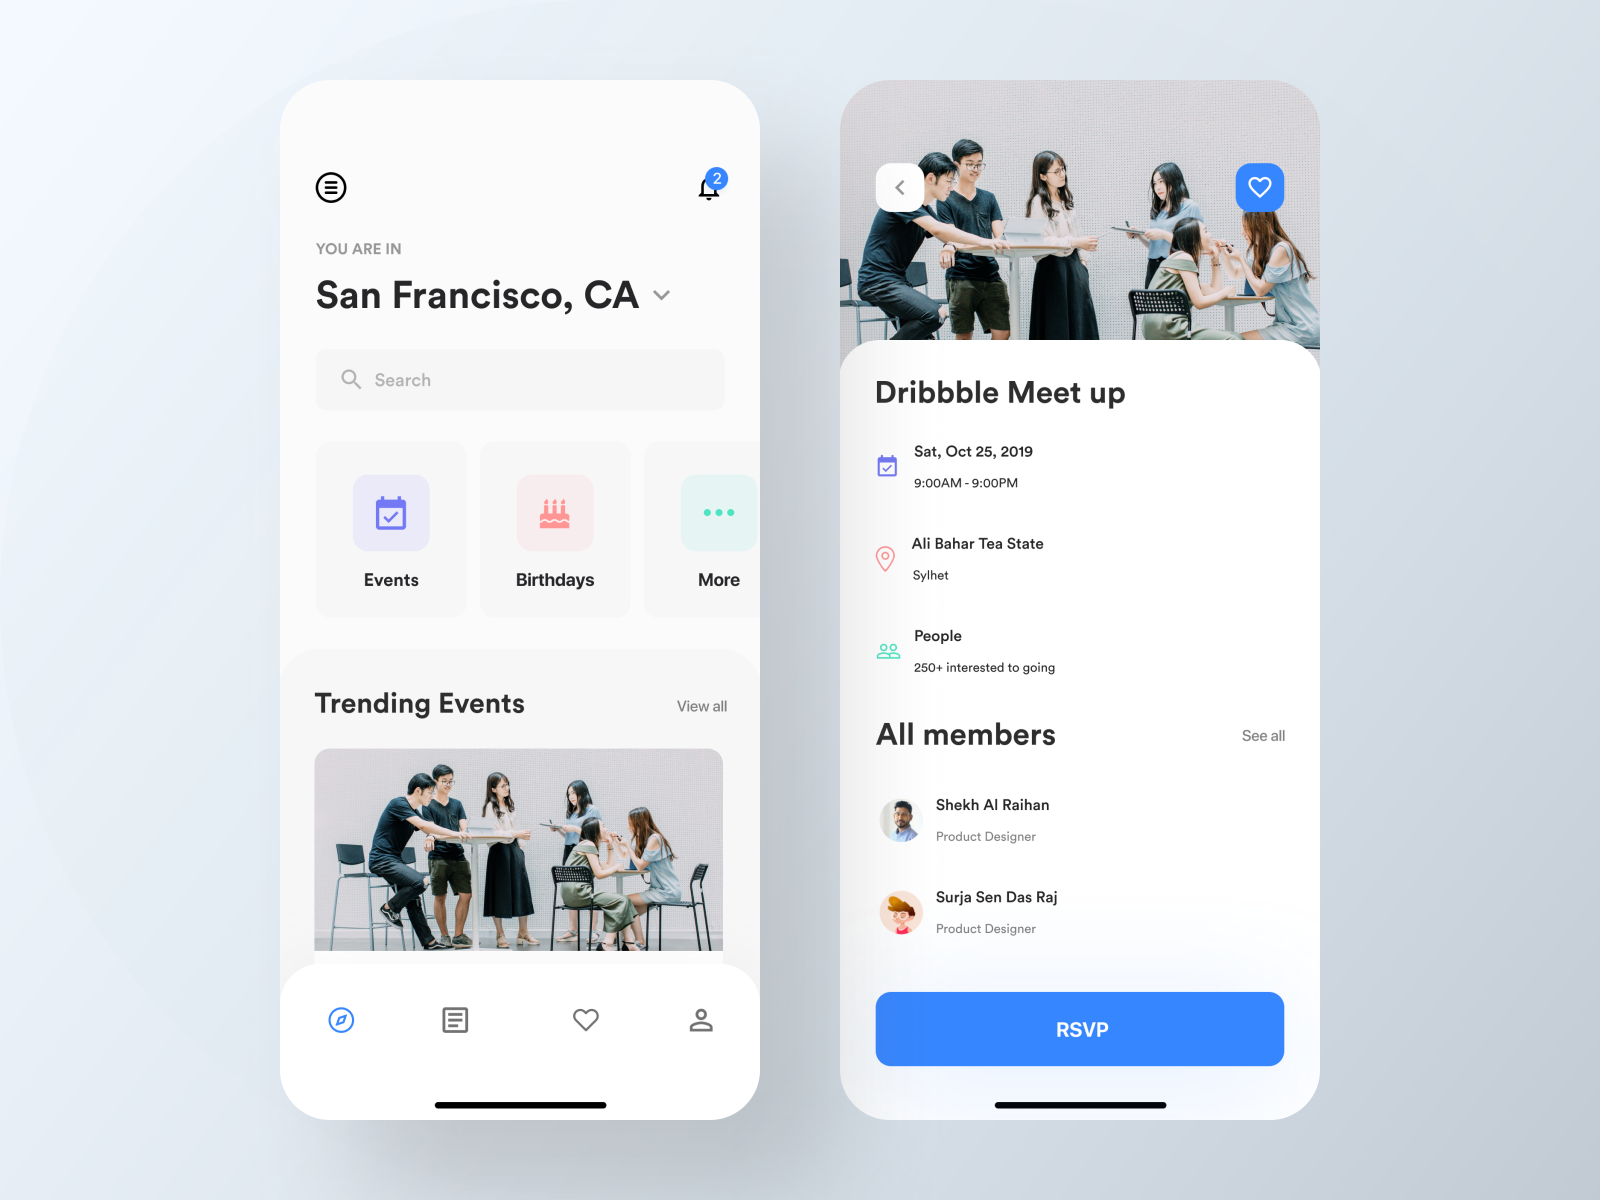 2
YOU ARE IN
San Francisco, CA
Search
Events
Birthdays
More
Trending Events
View all
Dribbble Meet up
Sat, Oct 25, 2019
9:00AM - 9:00PM
Ali Bahar Tea State
Sylhet
People
250+ interested to going
All members
See all
Shekh Al Raihan
Product Designer
Surja Sen Das Raj
Product Designer
RSVP